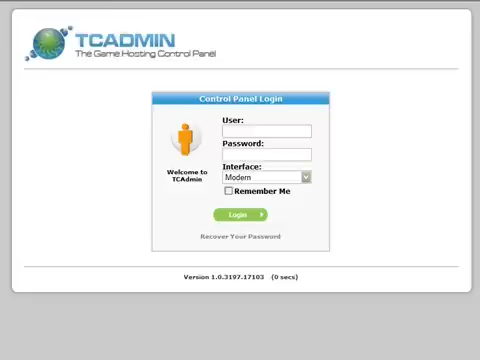 TCADMIN
The Game Hosting Control Panel
Control Panel Login
User:
Password:
Interface:
Modern
Welcome to
TCAdmin
Remember Me
Login
Recover Your Password
Version 1.0.3197.17103 (0 secs)